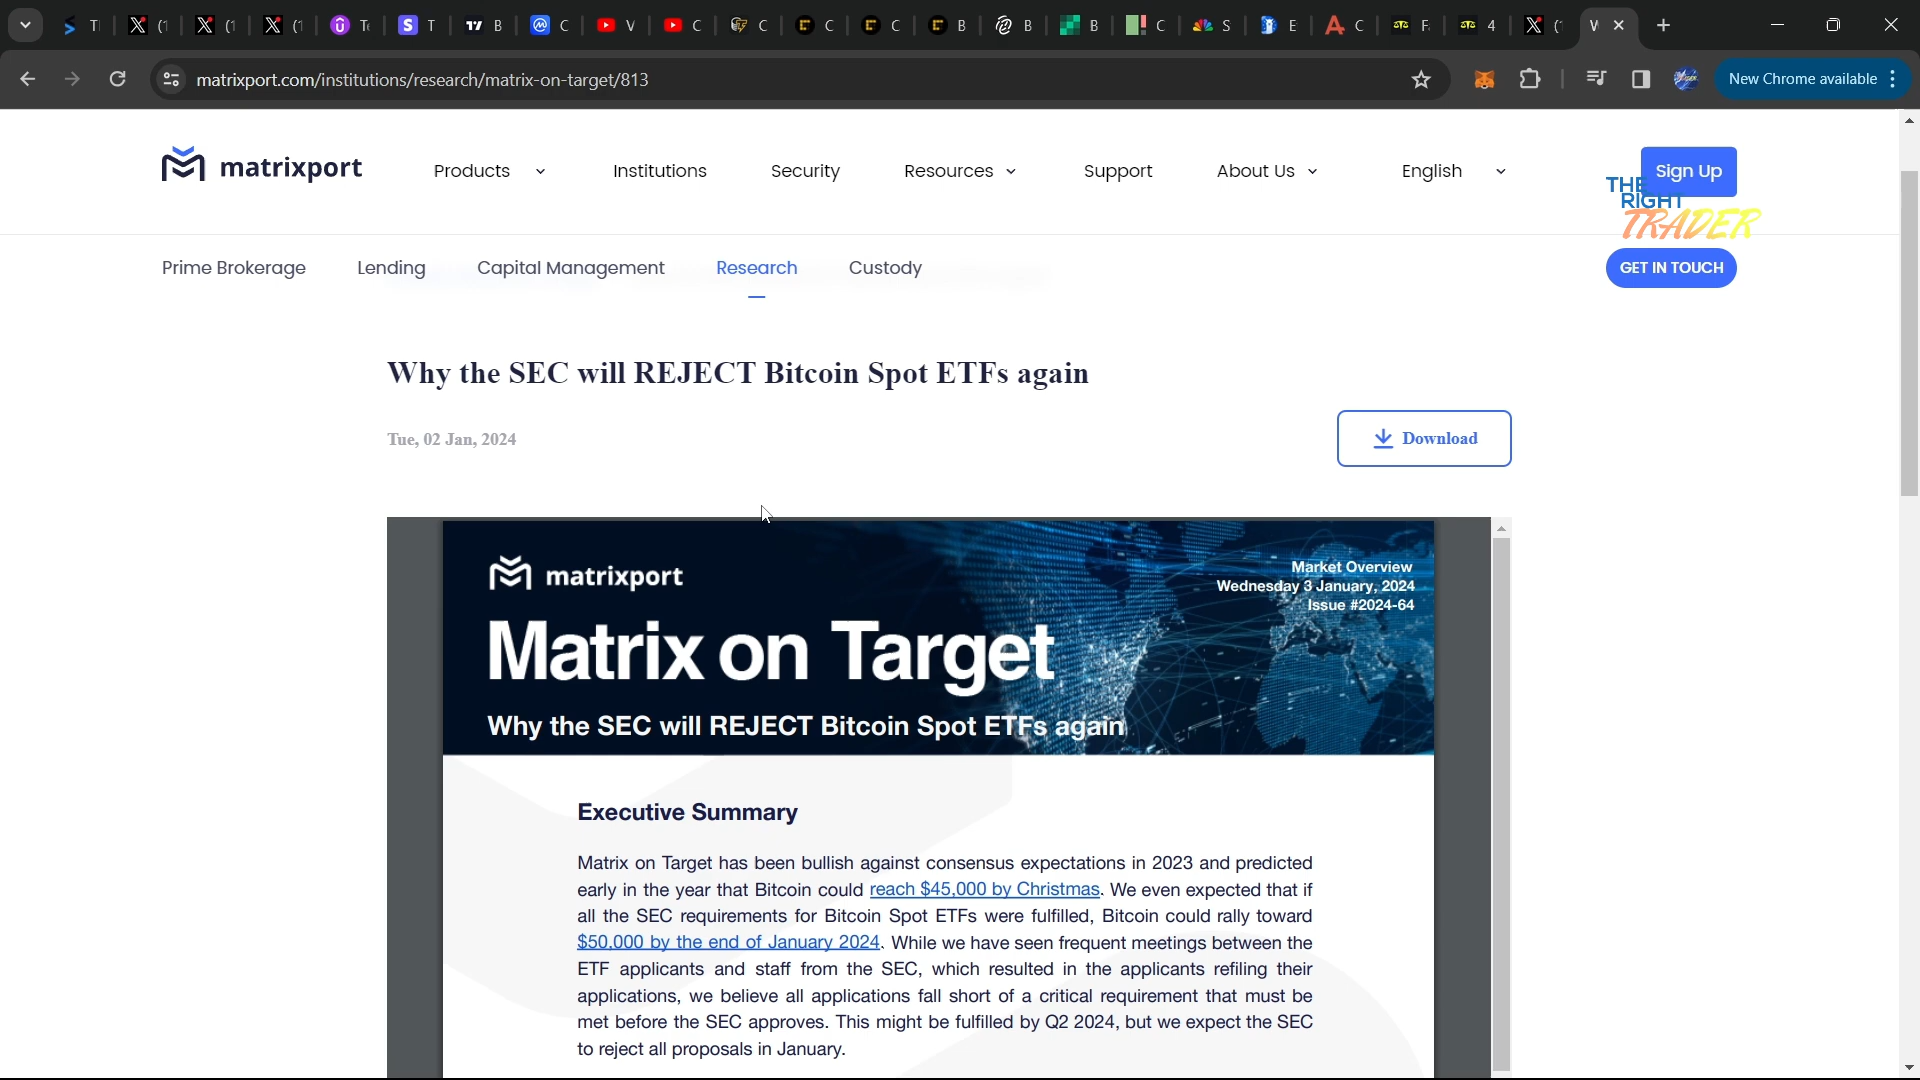 T
(1
(1
(1
Te
T
B
C
V
C
C
C
C
B
B
B
C
S
E
C
F
4
(1
W
matrixport.com/institutions/research/matrix-on-target/813
New Chrome available
matrixport
Products
Institutions
Security
Resources
Support
About Us
English
Sign Up
THE
RIGHT
TRADER
Prime Brokerage
Lending
Capital Management
Research
Custody
GET IN TOUCH
Why the SEC will REJECT Bitcoin Spot ETFs again
Tue, 02 Jan, 2024
Download
matrixport
Market Overview
Wednesday 3 January, 2024
Issue #2024-64
Matrix on Target
Why the SEC will REJECT Bitcoin Spot ETFs again
Executive Summary
Matrix on Target has been bullish against consensus expectations in 2023 and predicted
early in the year that Bitcoin could reach $45,000 by Christmas. We even expected that if
all the SEC requirements for Bitcoin Spot ETFs were fulfilled, Bitcoin could rally toward
$50,000 by the end of January 2024. While we have seen frequent meetings between the
ETF applicants and staff from the SEC, which resulted in the applicants refiling their
applications, we believe all applications fall short of a critical requirement that must be
met before the SEC approves. This might be fulfilled by Q2 2024, but we expect the SEC
to reject all proposals in January.